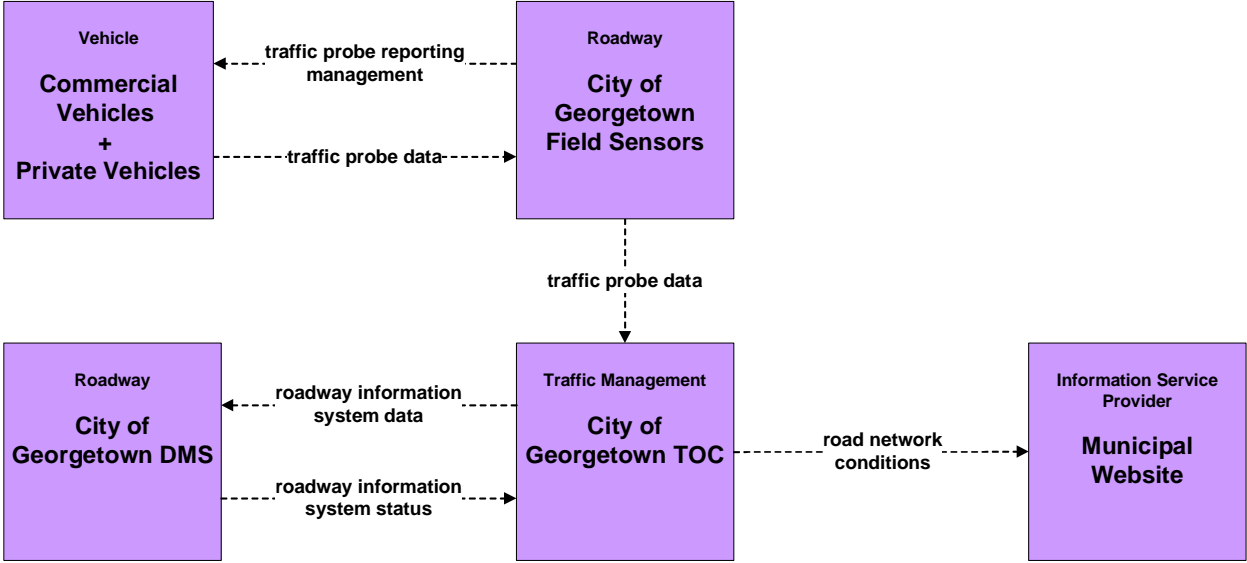 Vehicle
Commercial
Vehicles
+
Private Vehicles
traffic probe reporting
management
traffic probe data
Roadway
City of
Georgetown
Field Sensors
traffic probe data
Roadway
City of
Georgetown DMS
roadway information
system data
roadway information
system status
Traffic Management
City of
Georgetown TOC
road network
conditions
Information Service
Provider
Municipal
Website